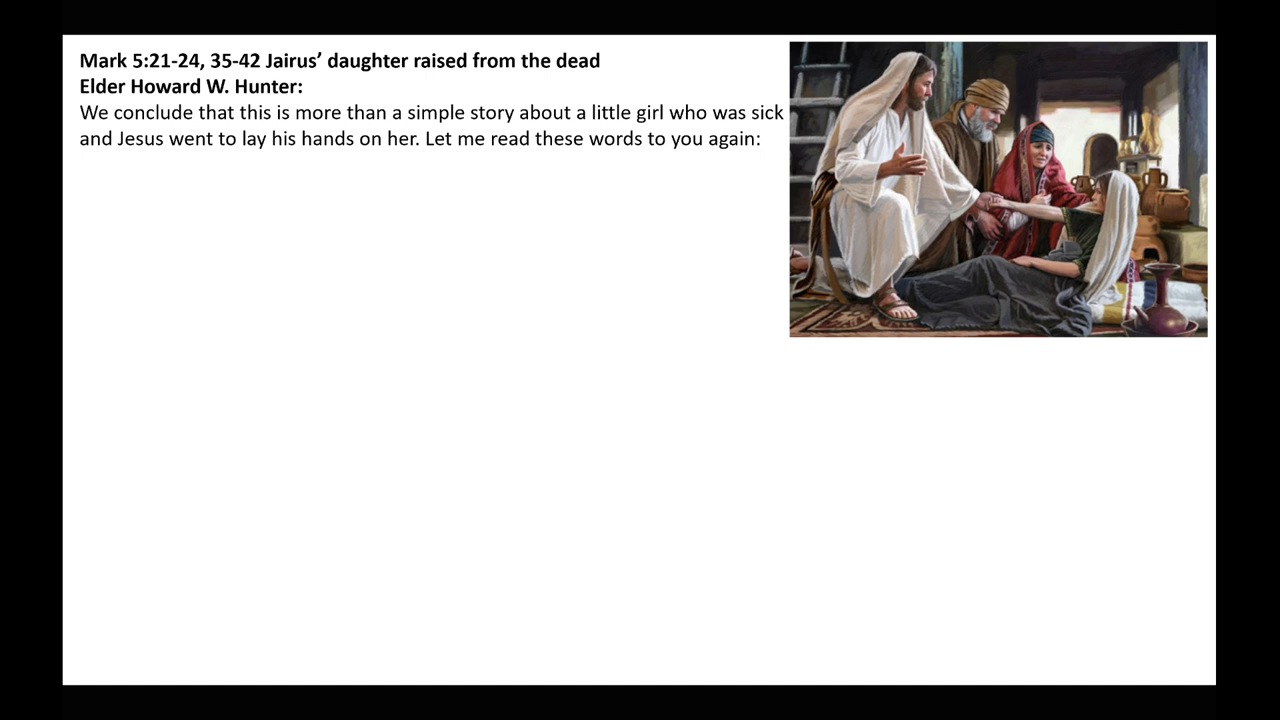 Mark 5:21-24, 35-42 Jairus’ daughter raised from the dead
Elder Howard W. Hunter:
We conclude that this is more than a simple story about a little girl who was sick
and Jesus went to lay his hands on her. Let me read these words to you again: